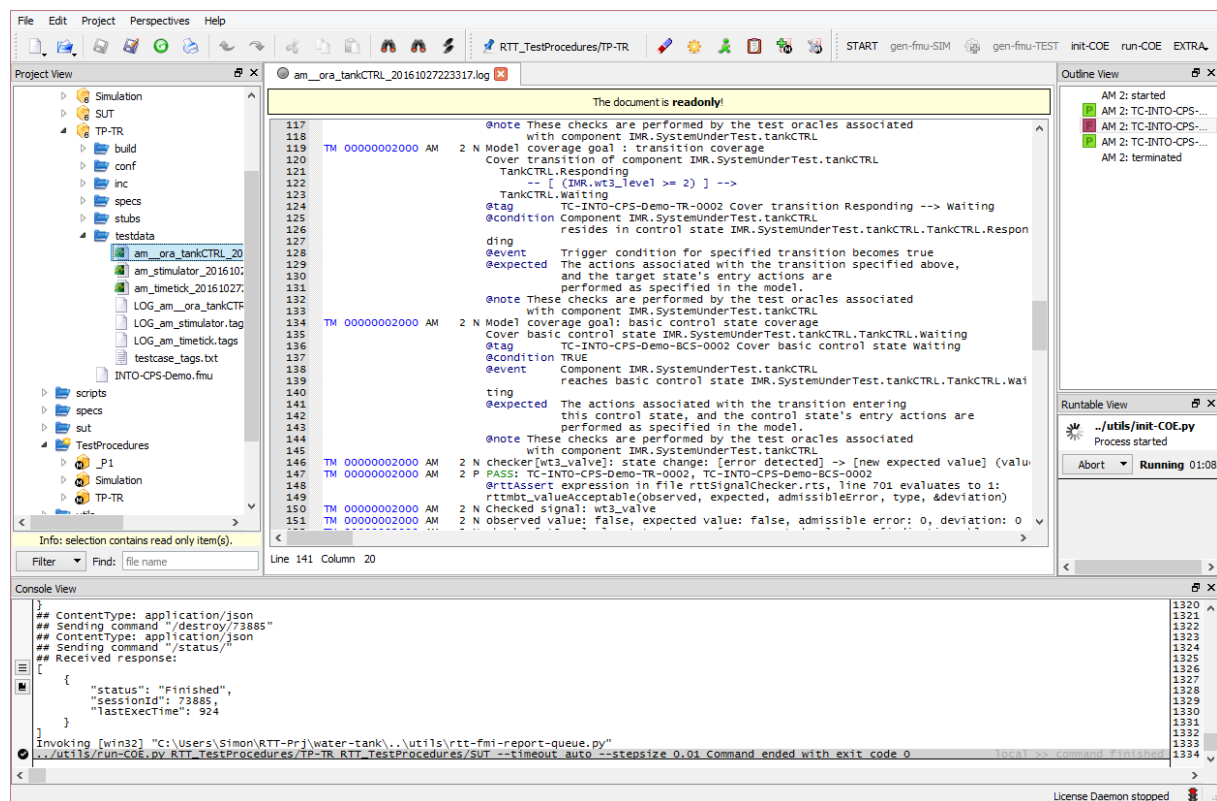 File Edit Project Perspectives Help
RTT_TestProcedures/TP-TR START gen-fmu-SIM gen-fmu-TEST init-COE run-COE EXTRA
Project View
Simulation
SUT
TP-TR
build
conf
inc
specs
stubs
testdata
am__ora_tankCTRL_20
am_stimulator_2016102
am_timetick_20161027
LOG_am__ora_tankCTR
LOG_am_stimulator.tag
LOG_am_timetick.tags
testcase_tags.txt
INTO-CPS-Demo.fmu
scripts
specs
sut
TestProcedures
_P1
Simulation
TP-TR
Info: selection contains read only item(s).
Filter Find: file name
am__ora_tankCTRL_20161027223317.log
The document is readonly!
117 @note These checks are performed by the test oracles associated
118 with component IMR.SystemUnderTest.tankCTRL
119 TM 00000002000 AM 2 N Model coverage goal : transition coverage
120 Cover transition of component IMR.SystemUnderTest.tankCTRL
121 TankCTRL.Responding
122 -- [ (IMR.wt3_level >= 2) ] -->
123 TankCTRL.Waiting
124 @tag TC-INTO-CPS-Demo-TR-0002 Cover transition Responding --> Waiting
125 @condition Component IMR.SystemUnderTest.tankCTRL
126 resides in control state IMR.SystemUnderTest.tankCTRL.TankCTRL.Respon
127 ding
128 @event Trigger condition for specified transition becomes true
129 @expected The actions associated with the transition specified above,
130 and the target state's entry actions are
131 performed as specified in the model.
132 @note These checks are performed by the test oracles associated
133 with component IMR.SystemUnderTest.tankCTRL
134 TM 00000002000 AM 2 N Model coverage goal: basic control state coverage
135 Cover basic control state IMR.SystemUnderTest.tankCTRL.TankCTRL.Waiting
136 @tag TC-INTO-CPS-Demo-BCS-0002 Cover basic control state Waiting
137 @condition TRUE
138 @event Component IMR.SystemUnderTest.tankCTRL
139 reaches basic control state IMR.SystemUnderTest.tankCTRL.TankCTRL.Wai
140 ting
141 @expected The actions associated with the transition entering
142 this control state, and the control state's entry actions are
143 performed as specified in the model.
144 @note These checks are performed by the test oracles associated
145 with component IMR.SystemUnderTest.tankCTRL
146 TM 00000002000 AM 2 N checker[wt3_valve]: state change: [error detected] -> [new expected value] (valu
147 TM 00000002000 AM 2 P PASS: TC-INTO-CPS-Demo-TR-0002, TC-INTO-CPS-Demo-BCS-0002
148 @rttAssert expression in file rttSignalChecker.rts, line 701 evaluates to 1:
149 rttmbt_valueAcceptable(observed, expected, admissibleError, type, &deviation)
150 TM 00000002000 AM 2 N Checked signal: wt3_valve
151 TM 00000002000 AM 2 N observed value: false, expected value: false, admissible error: 0, deviation: 0
Line 141 Column 20
Outline View
AM 2: started
P AM 2: TC-INTO-CPS-...
F AM 2: TC-INTO-CPS-...
P AM 2: TC-INTO-CPS-...
AM 2: terminated
Runtable View
../utils/init-COE.py
Process started
Abort Running 01:08
Console View
} 1320
## ContentType: application/json 1321
## Sending command "/destroy/73885" 1322
## ContentType: application/json 1323
## Sending command "/status/" 1324
## Received response: 1325
[ 1326
{ 1327
"status": "Finished", 1328
"sessionId": 73885, 1329
"lastExecTime": 924 1330
} 1331
] 1332
Invoking [win32] "C:\Users\Simon\RTT-Prj\water-tank\..\utils\rtt-fmi-report-queue.py" 1333
../utils/run-COE.py RTT_TestProcedures/TP-TR RTT_TestProcedures/SUT --timeout auto --stepsize 0.01 Command ended with exit code 0 local >> command finished 1334
License Daemon stopped